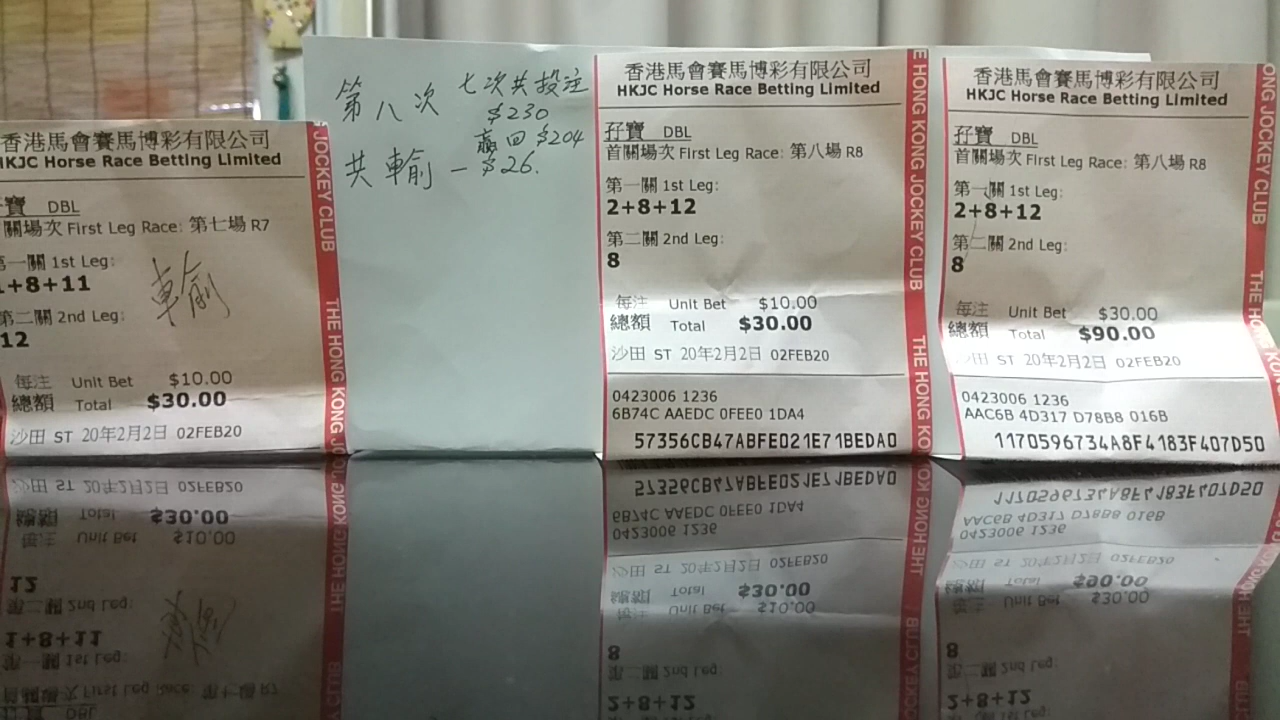 香港馬會賽馬博彩有限公司
HKJC Horse Race Betting Limited
寶 DBL
關場次 First Leg Race: 第七場 R7
第一關 1st Leg:
1+8+11
第二關 2nd Leg:
12
輸
每注 Unit Bet $10.00
總額 Total $30.00
沙田 ST 20年2月2日 02FEB20
JOCKEY CLUB
THE HONG KONG JO
第八次 七次共投注
$230
贏回 $204
共輸 - $26.
香港馬會賽馬博彩有限公司
HKJC Horse Race Betting Limited
孖寶 DBL
首關場次 First Leg Race: 第八場 R8
第一關 1st Leg:
2+8+12
第二關 2nd Leg:
8
每注 Unit Bet $10.00
總額 Total $30.00
沙田 ST 20年2月2日 02FEB20
0423006 1236
6B74C AAEDC 0FEE0 1DA4
57356CB47ABFE021E71BEDA0
E HONG KONG JOCKEY CLUB
THE HONG KO
香港馬會賽馬博彩有限公司
HKJC Horse Race Betting Limited
孖寶 DBL
首關場次 First Leg Race: 第八場 R8
第一關 1st Leg:
2+8+12
第二關 2nd Leg:
8
每注 Unit Bet $30.00
總額 Total $90.00
沙田 ST 20年2月2日 02FEB20
0423006 1236
AAC6B 4D317 D78B8 016B
1170596734A8F4183F407D50
ONG JOCKEY CLUB
THE HONG KON